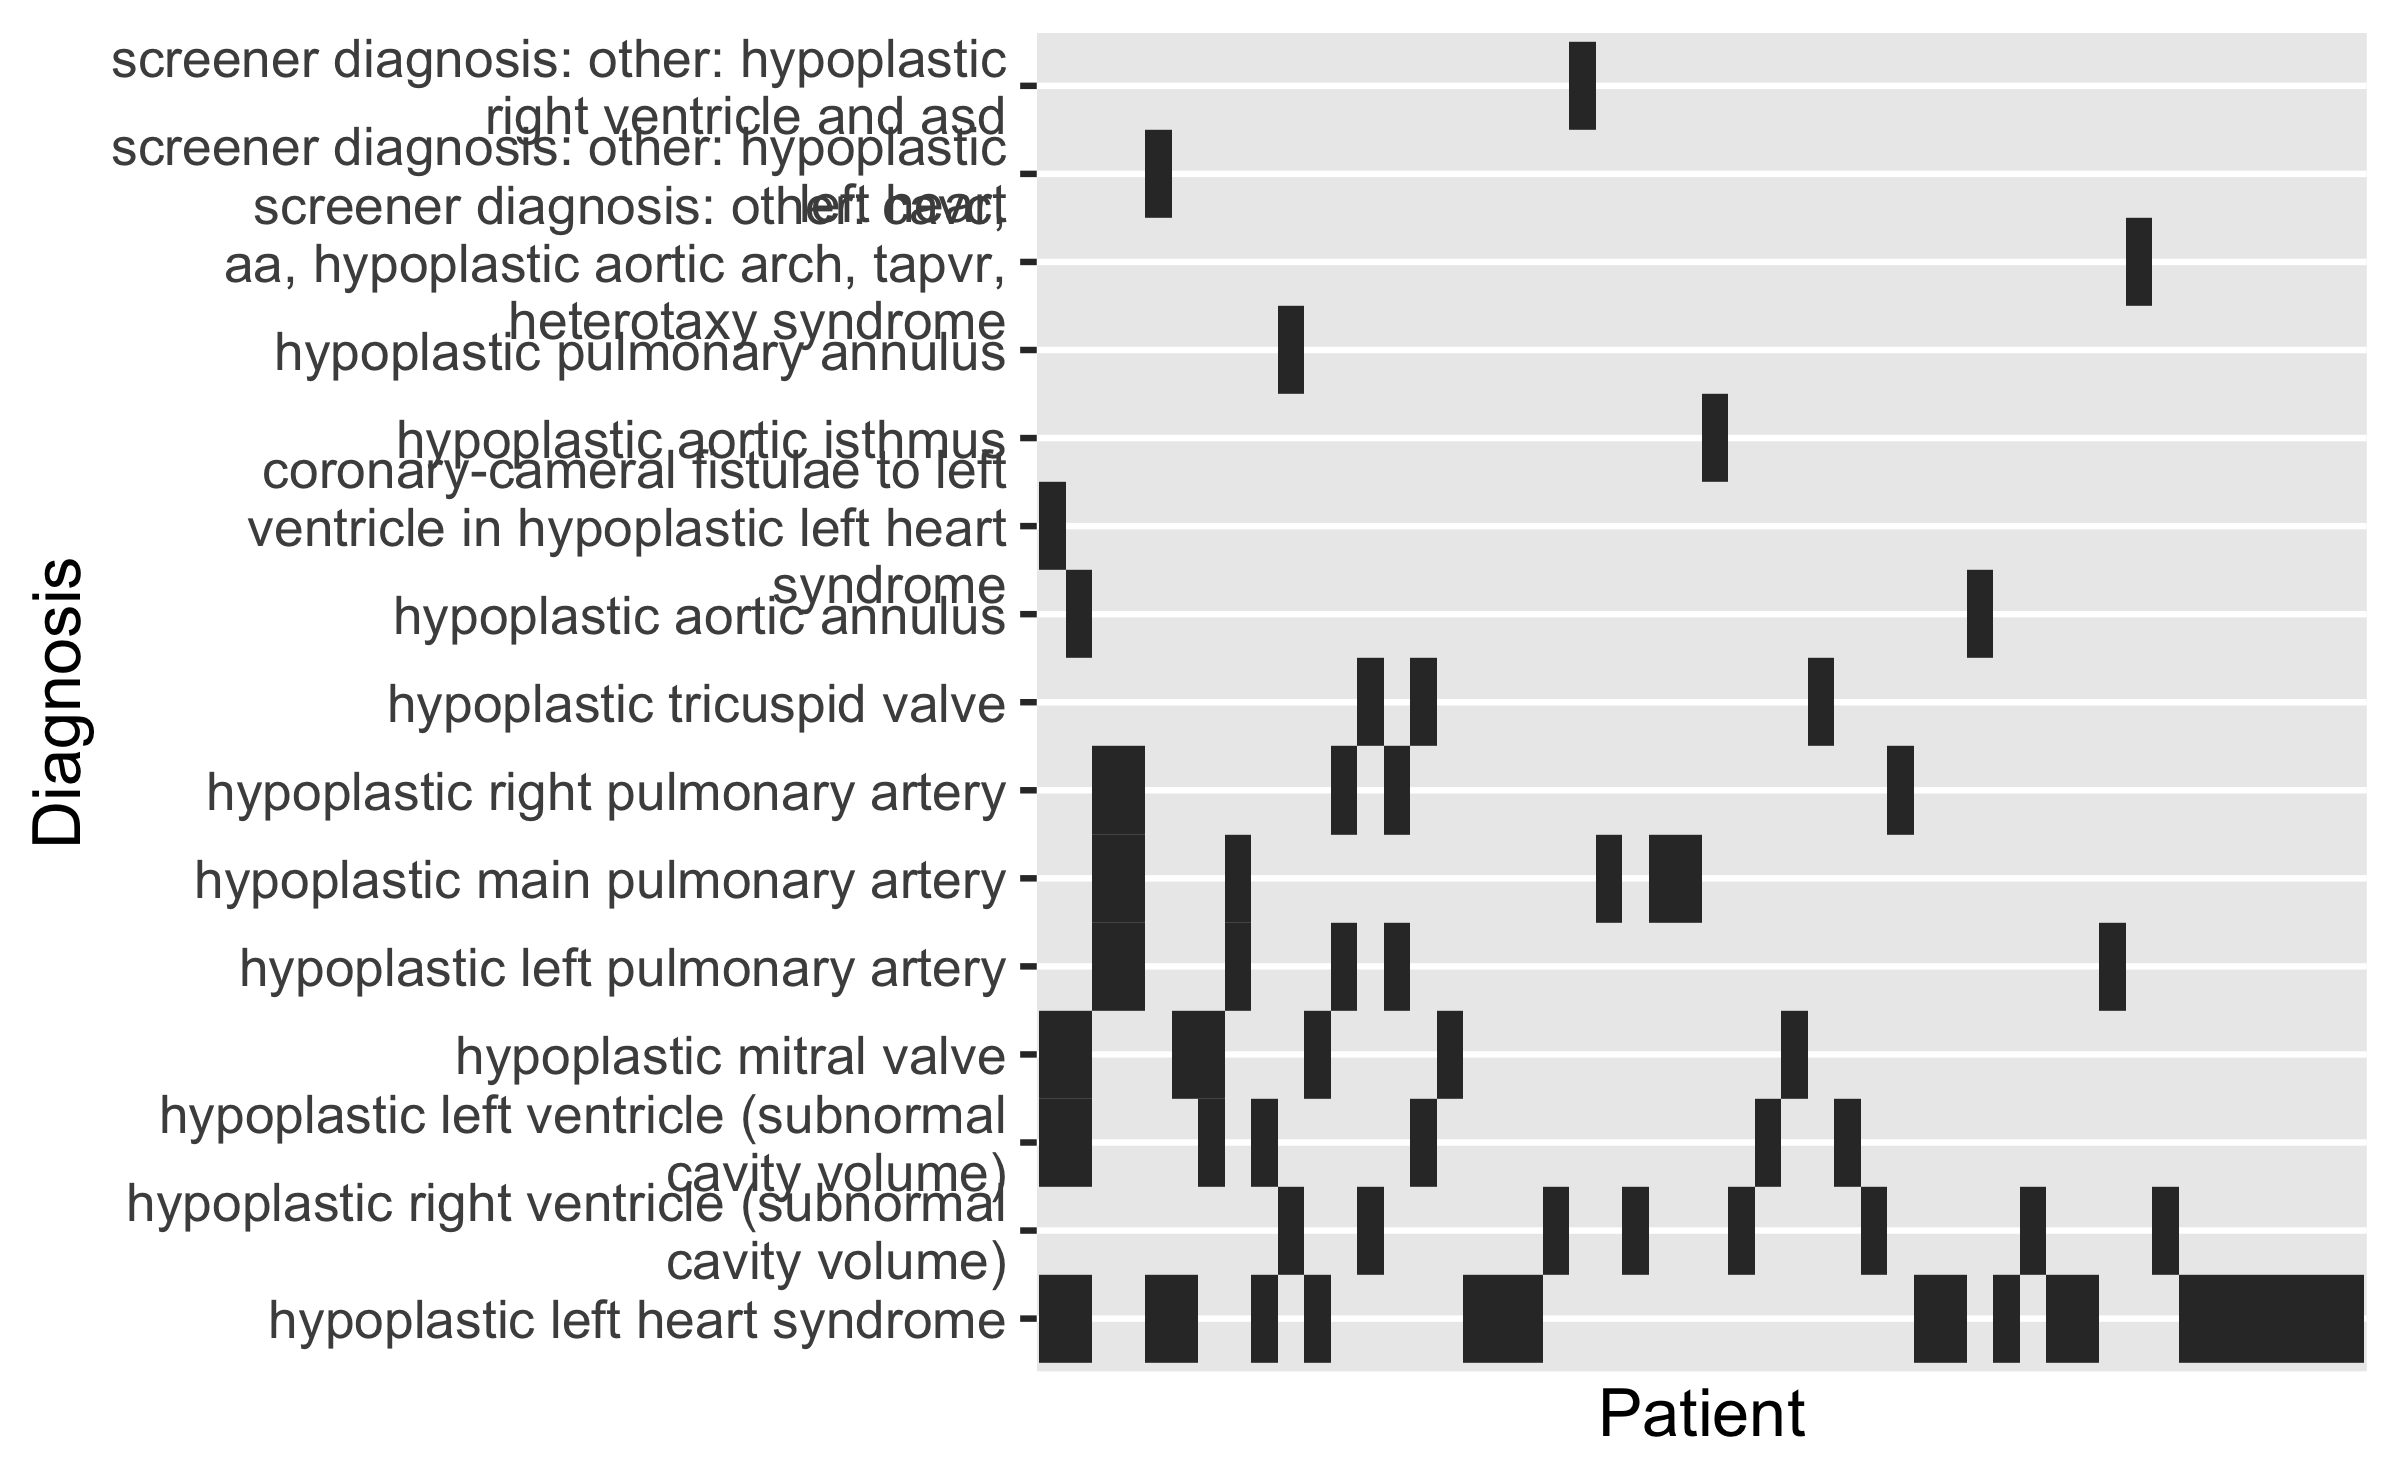 screener diagnosis: other: hypoplastic
right ventricle and asd
screener diagnosis: other: hypoplastic
left heart
screener diagnosis: other: cavc,
aa, hypoplastic aortic arch, tapvr,
heterotaxy syndrome
hypoplastic pulmonary annulus
hypoplastic aortic isthmus
coronary-cameral fistulae to left
ventricle in hypoplastic left heart
syndrome
hypoplastic aortic annulus
hypoplastic tricuspid valve
hypoplastic right pulmonary artery
hypoplastic main pulmonary artery
hypoplastic left pulmonary artery
hypoplastic mitral valve
hypoplastic left ventricle (subnormal
cavity volume)
hypoplastic right ventricle (subnormal
cavity volume)
hypoplastic left heart syndrome
Diagnosis
Patient